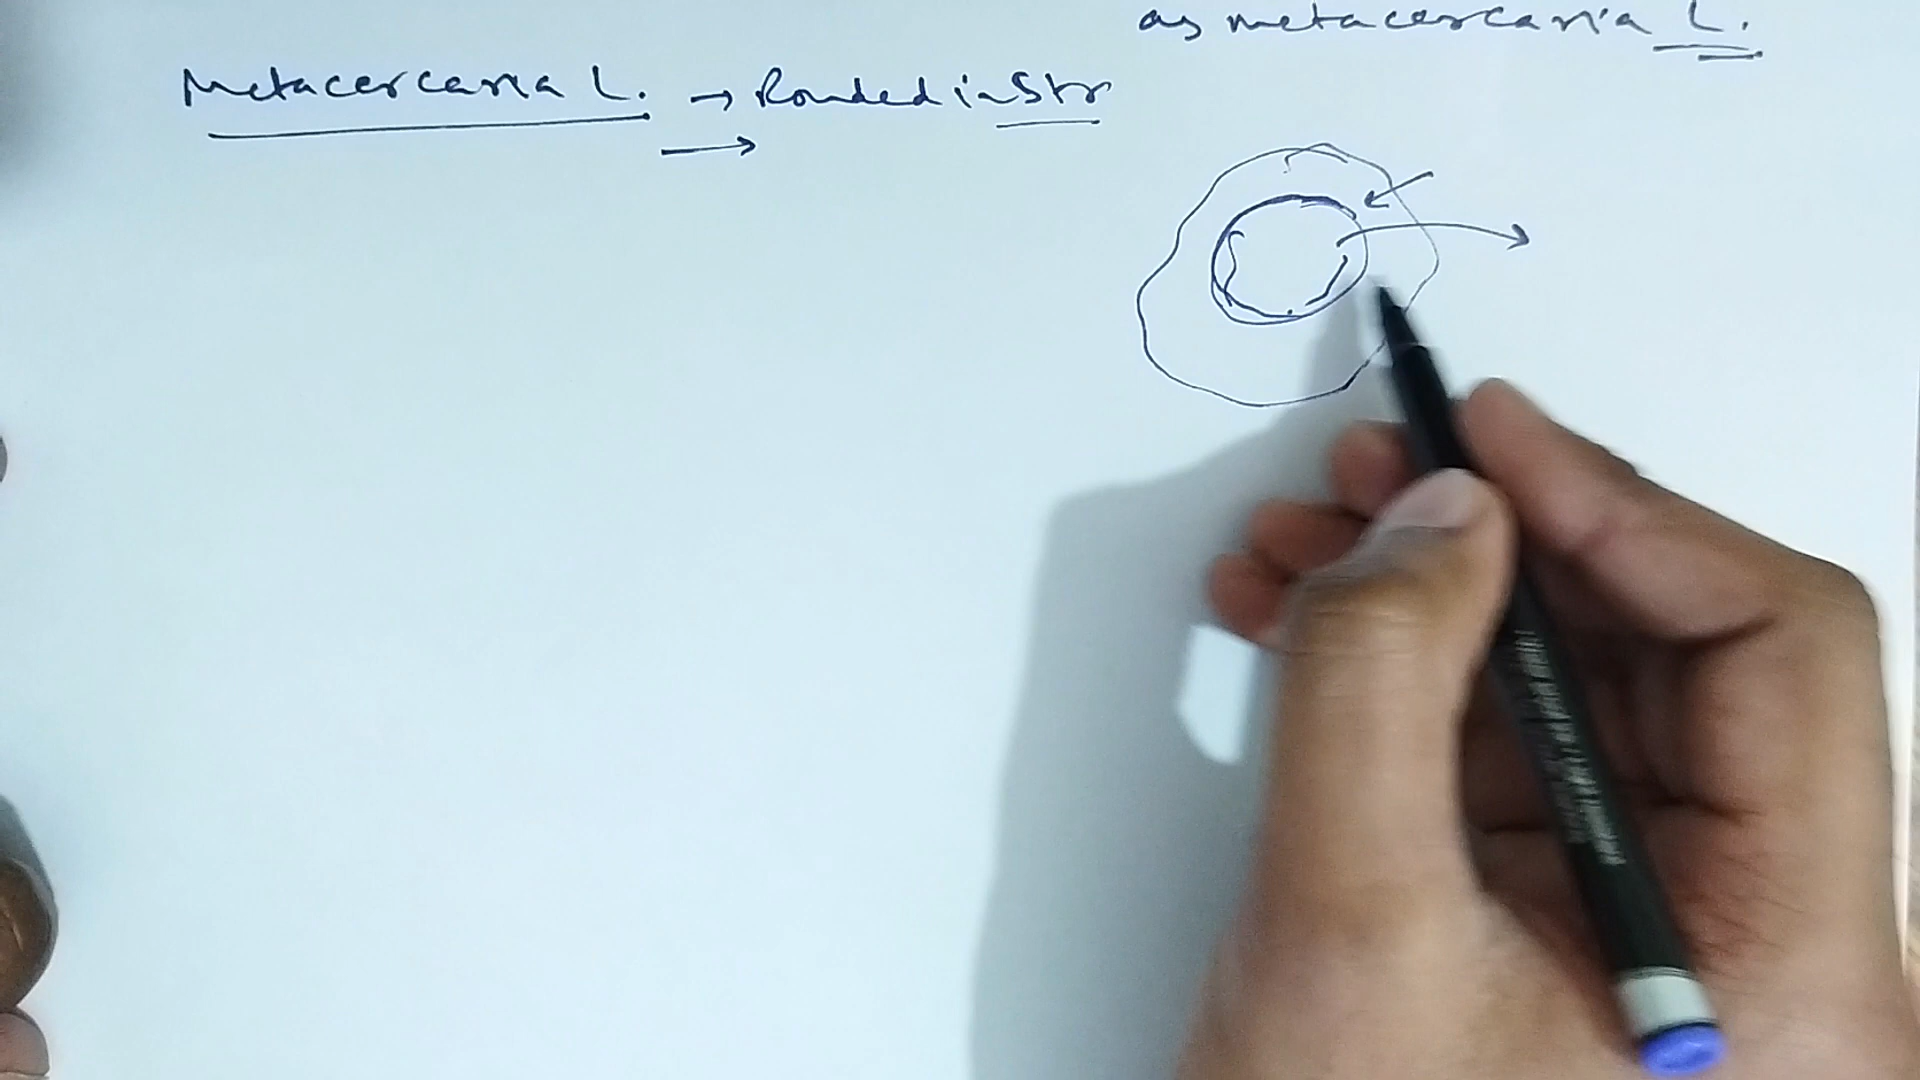 as metacercaria L.
Metacercaria L. → Rounded in Str